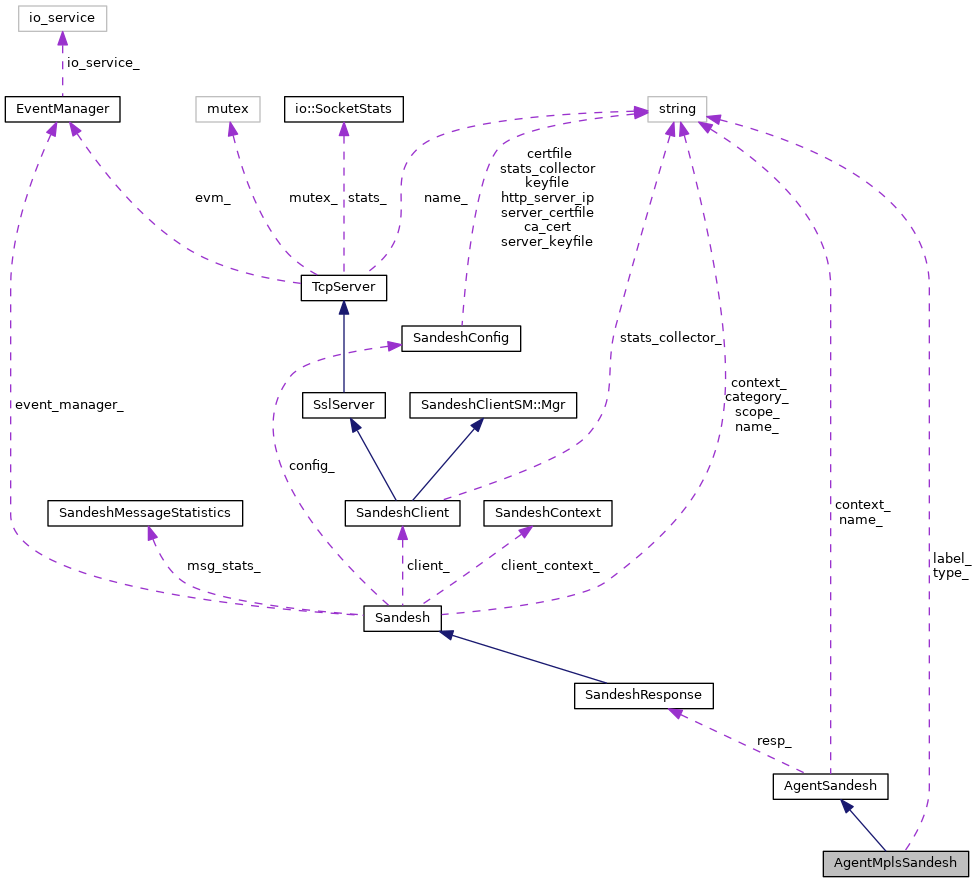 io_service
io_service_
EventManager
mutex
io::SocketStats
string
certfile
stats_collector
keyfile
http_server_ip
server_certfile
ca_cert
server_keyfile
evm_
mutex_
stats_
name_
TcpServer
SandeshConfig
stats_collector_
context_
category_
scope_
name_
event_manager_
SslServer
SandeshClientSM::Mgr
config_
SandeshMessageStatistics
SandeshClient
SandeshContext
context_
name_
msg_stats_
client_
client_context_
label_
type_
Sandesh
SandeshResponse
resp_
AgentSandesh
AgentMplsSandesh